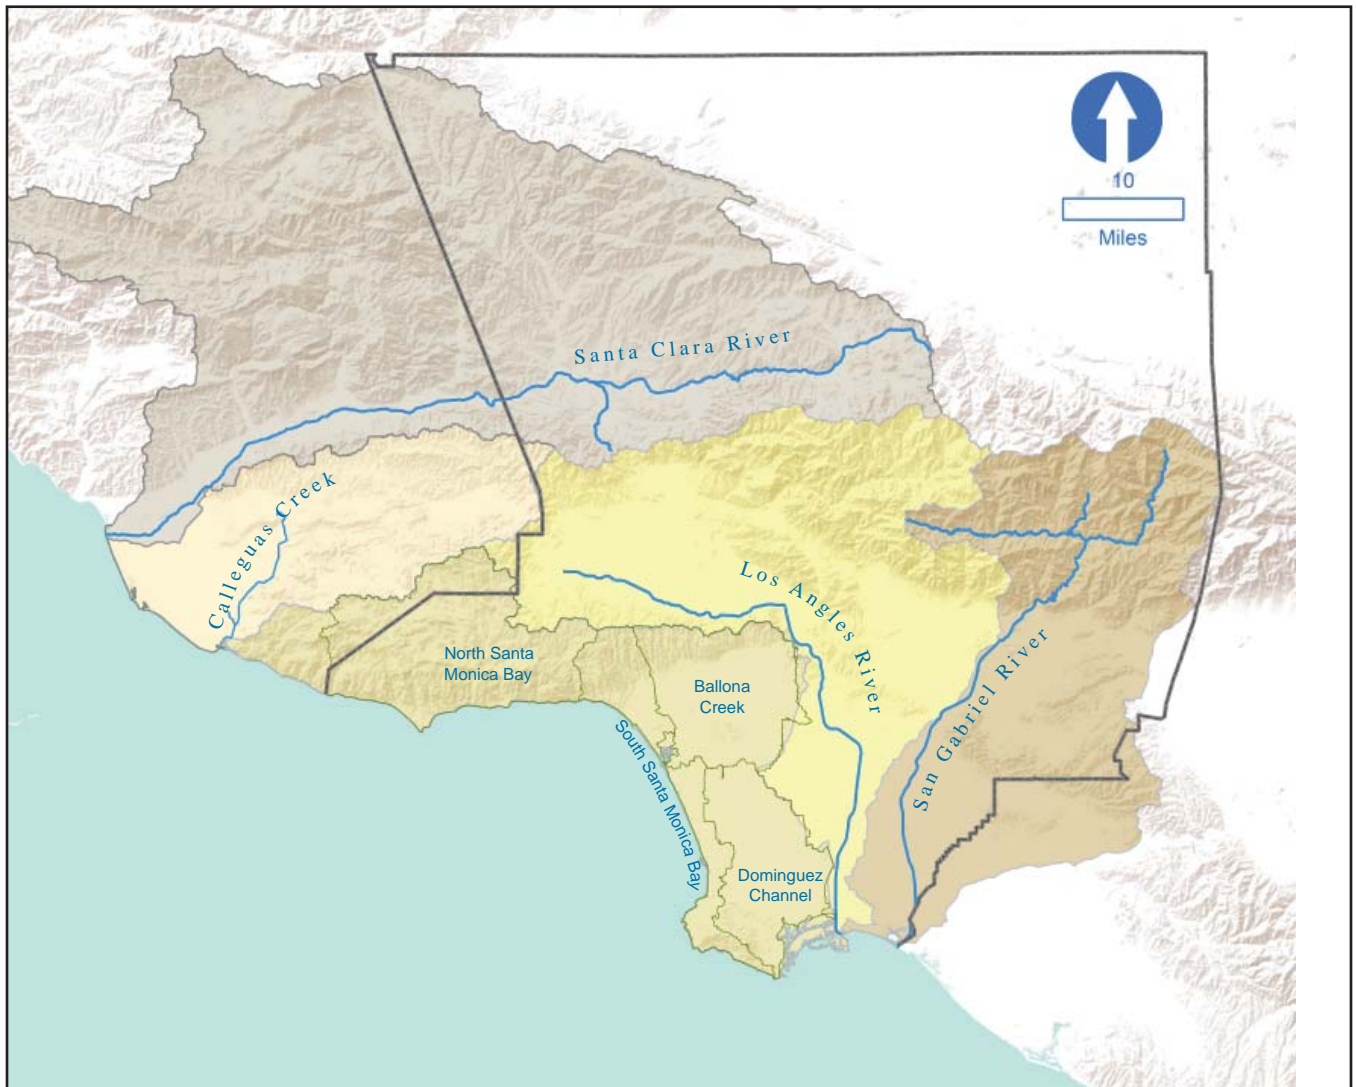 10
Miles
Santa Clara River
Calleguas Creek
Los Angles River
San Gabriel River
North Santa
Monica Bay
Ballona
Creek
South Santa Monica Bay
Dominguez
Channel